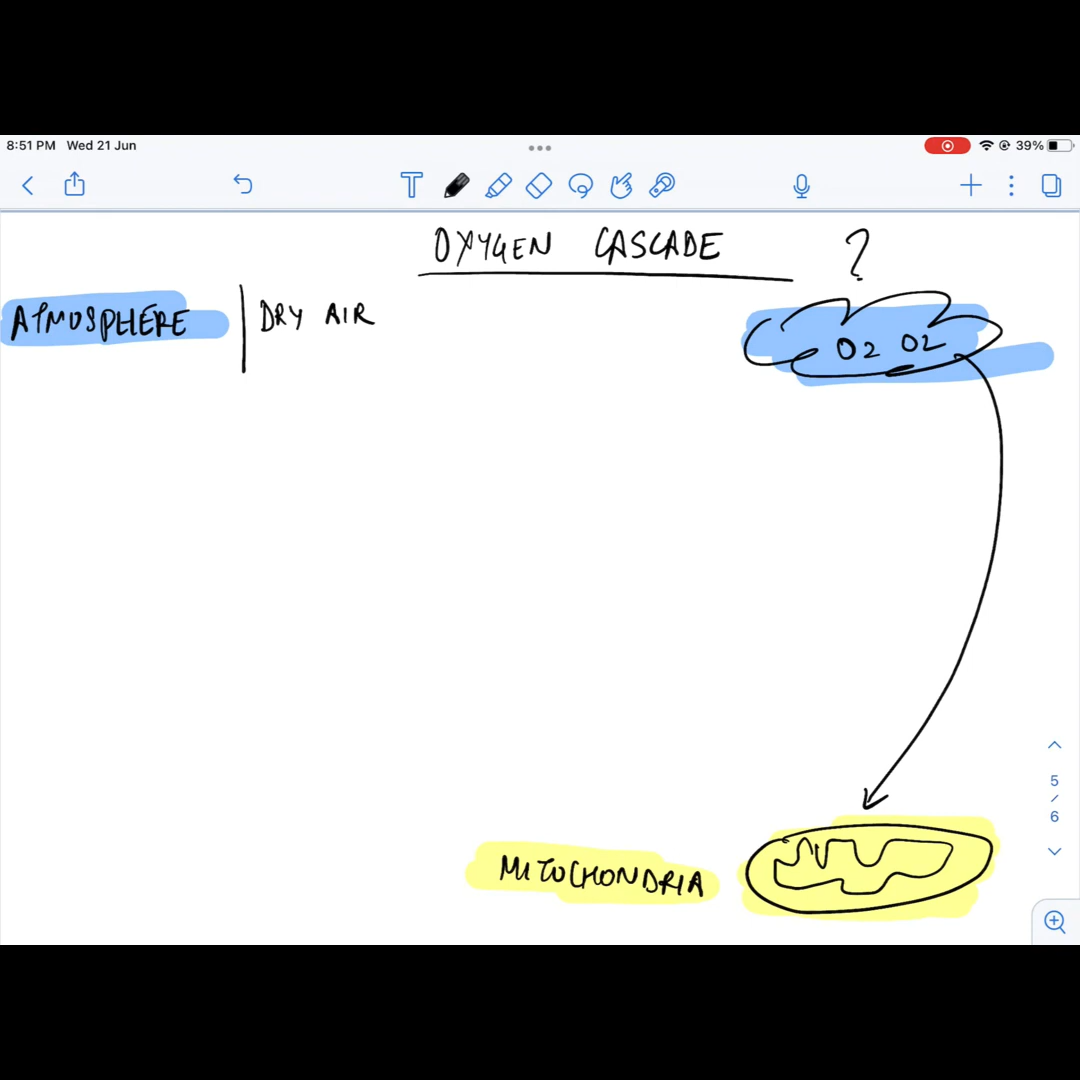 8:51 PM Wed 21 Jun
39%
T
OXYGEN CASCADE ?
ATMOSPHERE | DRY AIR
O2 O2
5
/
6
MITOCHONDRIA